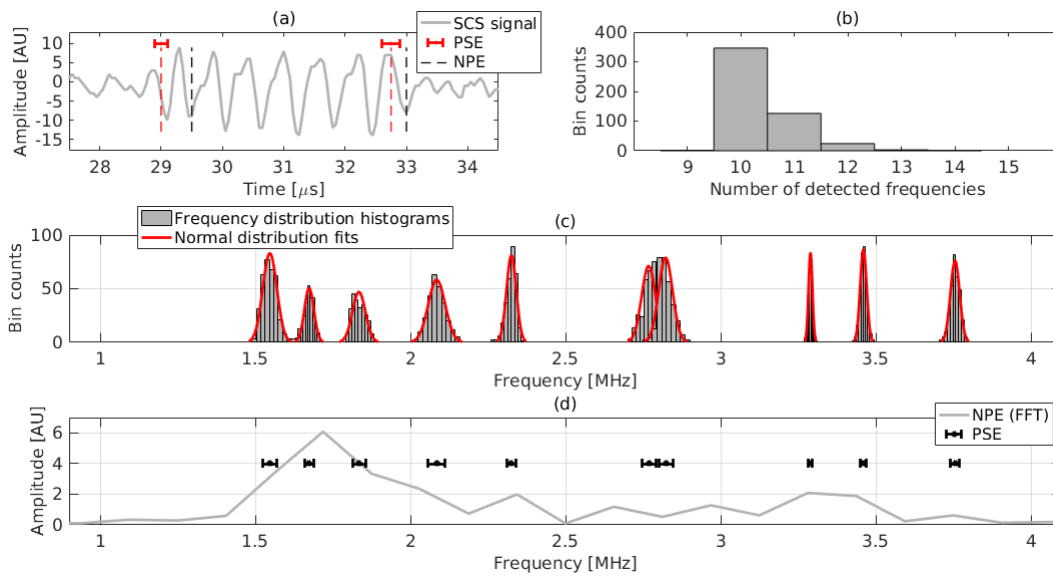 (a)
Amplitude [AU]
10
5
0
-5
-10
-15
28 29 30 31 32 33 34
Time [μs]
SCS signal
PSE
NPE
(b)
Bin counts
400
300
200
100
0
9 10 11 12 13 14 15
Number of detected frequencies
(c)
Frequency distribution histograms
Normal distribution fits
Bin counts
100
50
0
1 1.5 2 2.5 3 3.5 4
Frequency [MHz]
(d)
NPE (FFT)
PSE
Amplitude [AU]
6
4
2
0
1 1.5 2 2.5 3 3.5 4
Frequency [MHz]